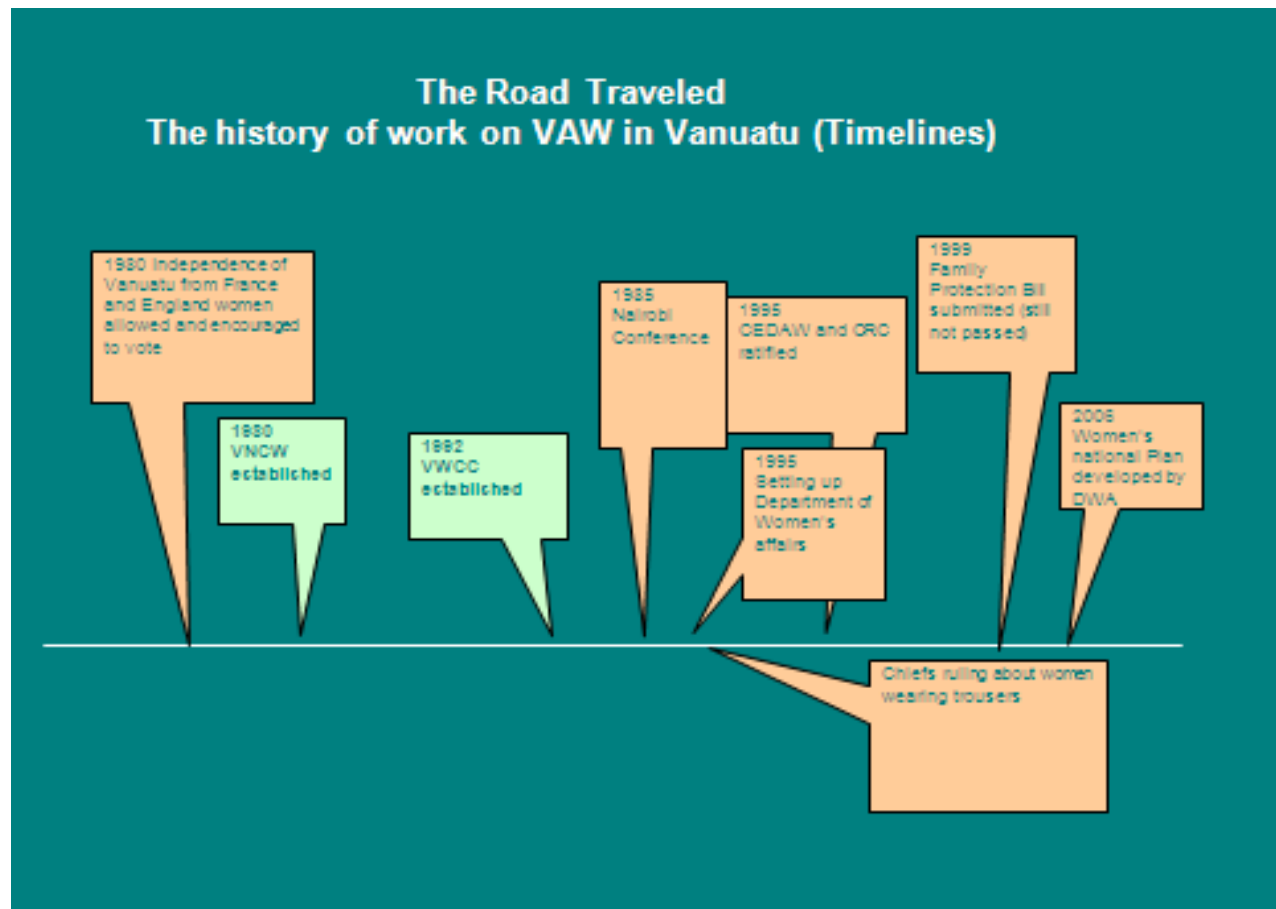 The Road Traveled
The history of work on VAW in Vanuatu (Timelines)
1980 Independence of
Vanuatu from France
and England women
allowed and encouraged
to vote
1980
VNCW
established
1992
VWCC
established
1985
Nairobi
Conference
1995
CEDAW and CRC
ratified
1995
Setting up
Department of
Women's
affairs
1999
Family
Protection Bill
submitted (still
not passed)
2006
Women's
national Plan
developed by
DWA
Chiefs ruling about women
wearing trousers